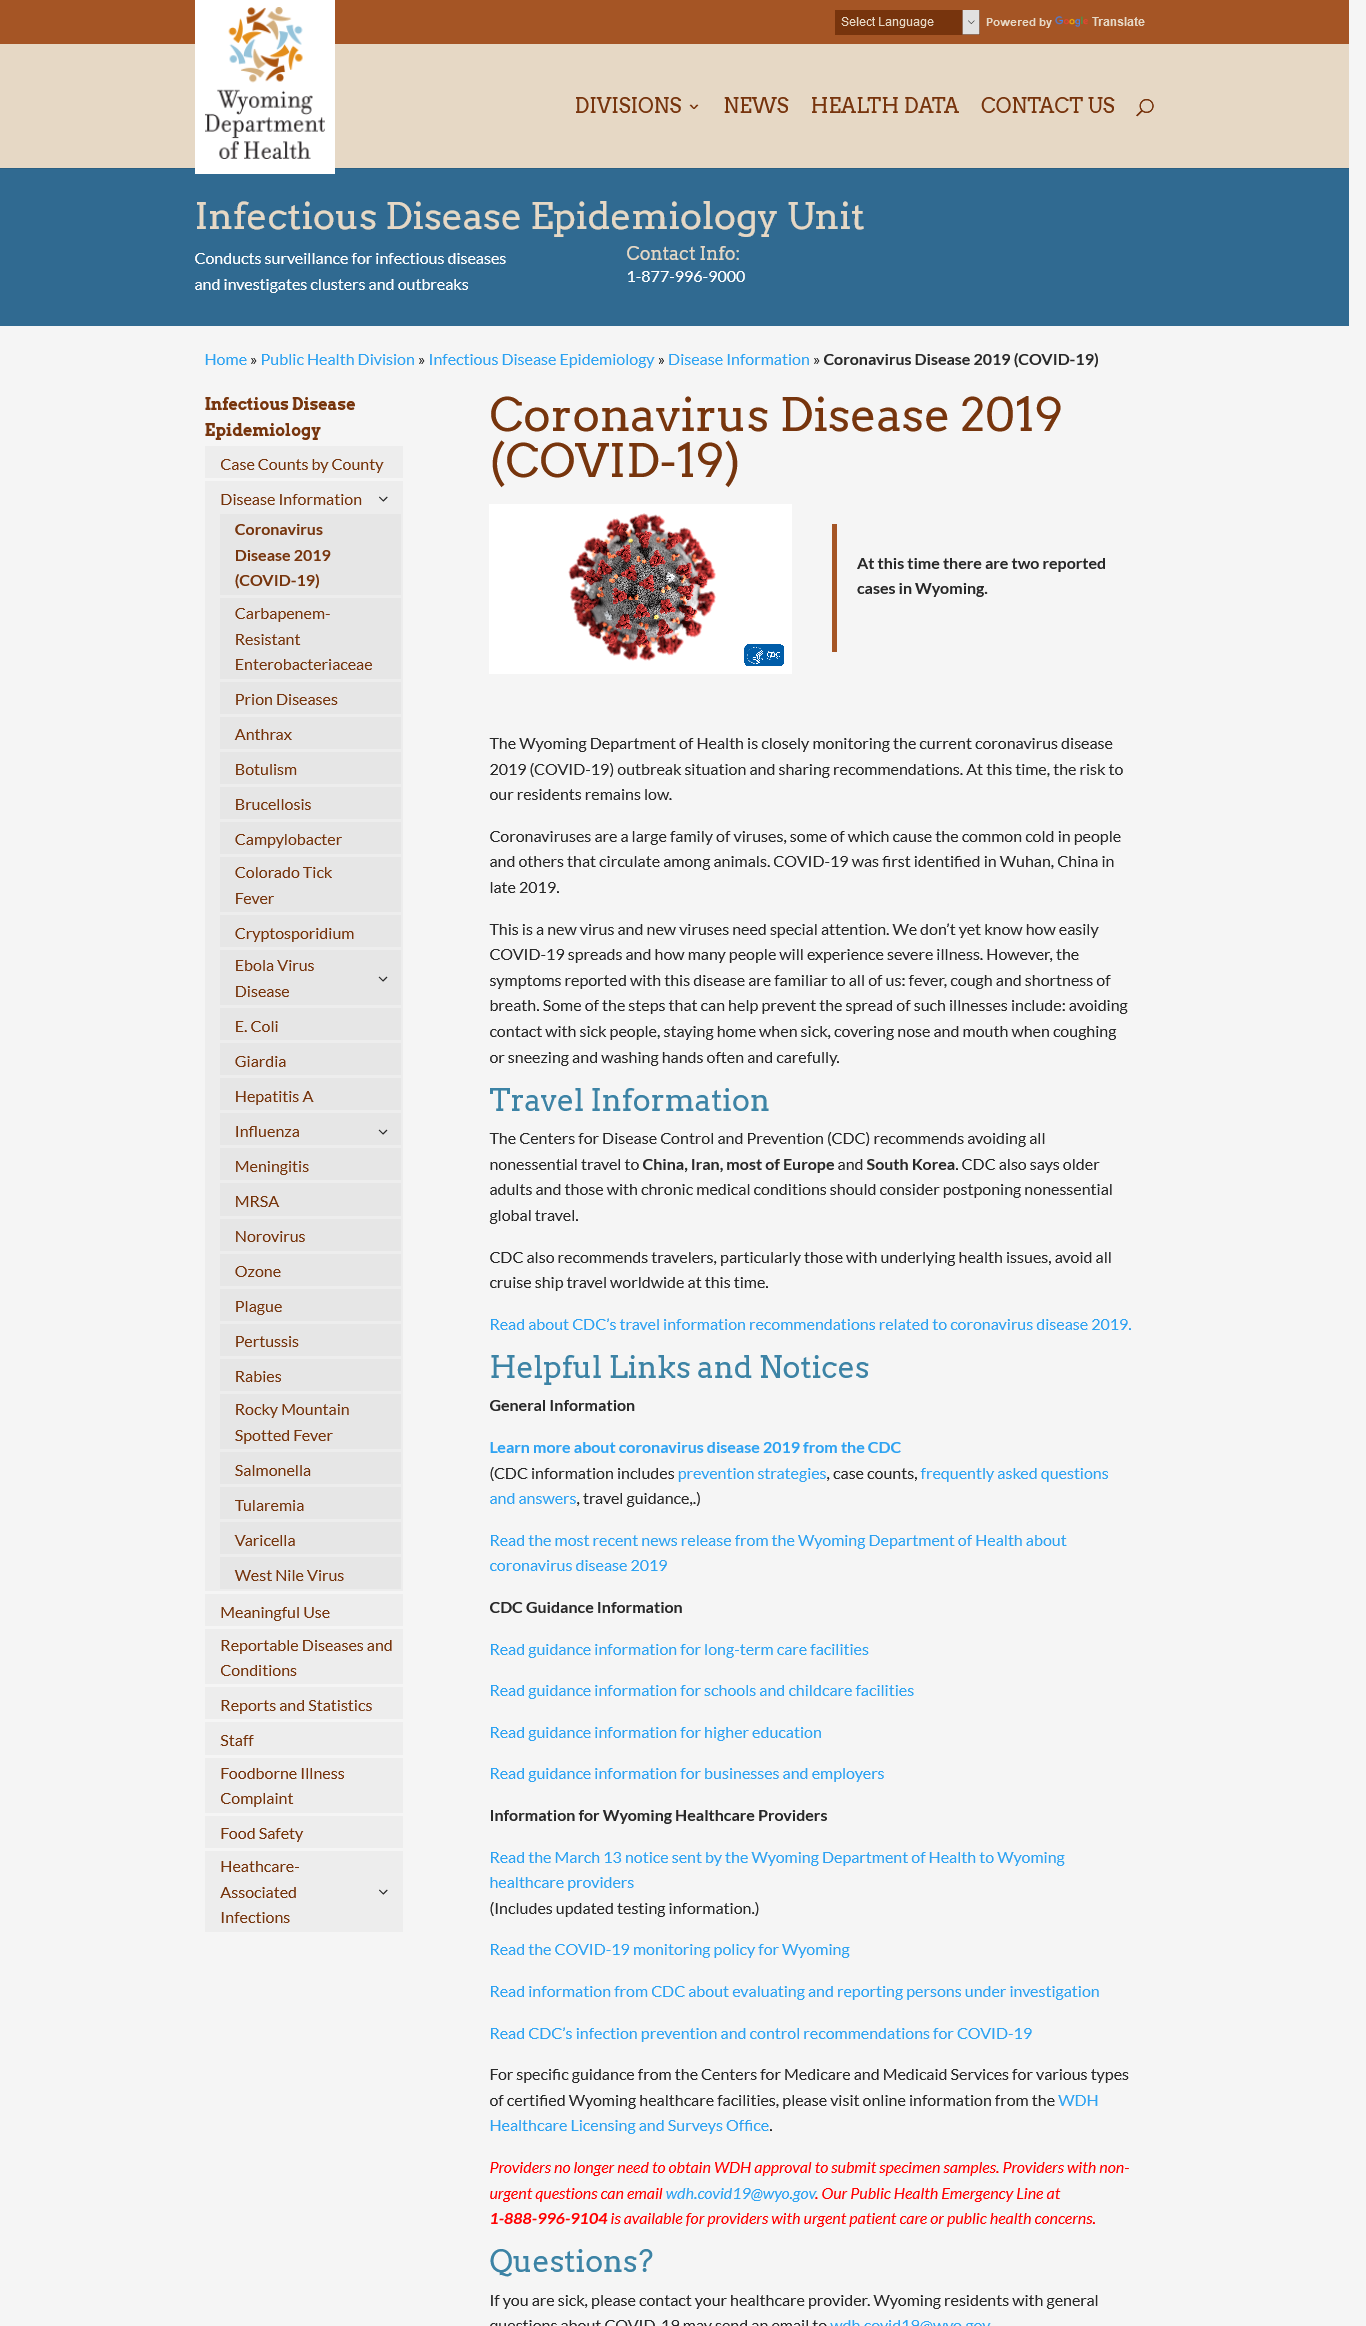 Select Language
Powered by Google Translate
Wyoming
Department
of Health
DIVISIONS
NEWS
HEALTH DATA
CONTACT US
Infectious Disease Epidemiology Unit
Conducts surveillance for infectious diseases
and investigates clusters and outbreaks
Contact Info:
1-877-996-9000
Home » Public Health Division » Infectious Disease Epidemiology » Disease Information » Coronavirus Disease 2019 (COVID-19)
Infectious Disease
Epidemiology
Case Counts by County
Disease Information
Coronavirus
Disease 2019
(COVID-19)
Carbapenem-
Resistant
Enterobacteriaceae
Prion Diseases
Anthrax
Botulism
Brucellosis
Campylobacter
Colorado Tick
Fever
Cryptosporidium
Ebola Virus
Disease
E. Coli
Giardia
Hepatitis A
Influenza
Meningitis
MRSA
Norovirus
Ozone
Plague
Pertussis
Rabies
Rocky Mountain
Spotted Fever
Salmonella
Tularemia
Varicella
West Nile Virus
Meaningful Use
Reportable Diseases and
Conditions
Reports and Statistics
Staff
Foodborne Illness
Complaint
Food Safety
Heathcare-
Associated
Infections
Coronavirus Disease 2019
(COVID-19)
CDC
At this time there are two reported
cases in Wyoming.
The Wyoming Department of Health is closely monitoring the current coronavirus disease
2019 (COVID-19) outbreak situation and sharing recommendations. At this time, the risk to
our residents remains low.
Coronaviruses are a large family of viruses, some of which cause the common cold in people
and others that circulate among animals. COVID-19 was first identified in Wuhan, China in
late 2019.
This is a new virus and new viruses need special attention. We don’t yet know how easily
COVID-19 spreads and how many people will experience severe illness. However, the
symptoms reported with this disease are familiar to all of us: fever, cough and shortness of
breath. Some of the steps that can help prevent the spread of such illnesses include: avoiding
contact with sick people, staying home when sick, covering nose and mouth when coughing
or sneezing and washing hands often and carefully.
Travel Information
The Centers for Disease Control and Prevention (CDC) recommends avoiding all
nonessential travel to China, Iran, most of Europe and South Korea. CDC also says older
adults and those with chronic medical conditions should consider postponing nonessential
global travel.
CDC also recommends travelers, particularly those with underlying health issues, avoid all
cruise ship travel worldwide at this time.
Read about CDC’s travel information recommendations related to coronavirus disease 2019.
Helpful Links and Notices
General Information
Learn more about coronavirus disease 2019 from the CDC
(CDC information includes prevention strategies, case counts, frequently asked questions
and answers, travel guidance,.)
Read the most recent news release from the Wyoming Department of Health about
coronavirus disease 2019
CDC Guidance Information
Read guidance information for long-term care facilities
Read guidance information for schools and childcare facilities
Read guidance information for higher education
Read guidance information for businesses and employers
Information for Wyoming Healthcare Providers
Read the March 13 notice sent by the Wyoming Department of Health to Wyoming
healthcare providers
(Includes updated testing information.)
Read the COVID-19 monitoring policy for Wyoming
Read information from CDC about evaluating and reporting persons under investigation
Read CDC’s infection prevention and control recommendations for COVID-19
For specific guidance from the Centers for Medicare and Medicaid Services for various types
of certified Wyoming healthcare facilities, please visit online information from the WDH
Healthcare Licensing and Surveys Office.
Providers no longer need to obtain WDH approval to submit specimen samples. Providers with non-
urgent questions can email wdh.covid19@wyo.gov. Our Public Health Emergency Line at
1-888-996-9104 is available for providers with urgent patient care or public health concerns.
Questions?
If you are sick, please contact your healthcare provider. Wyoming residents with general
questions about COVID-19 may send an email to wdh.covid19@wyo.gov